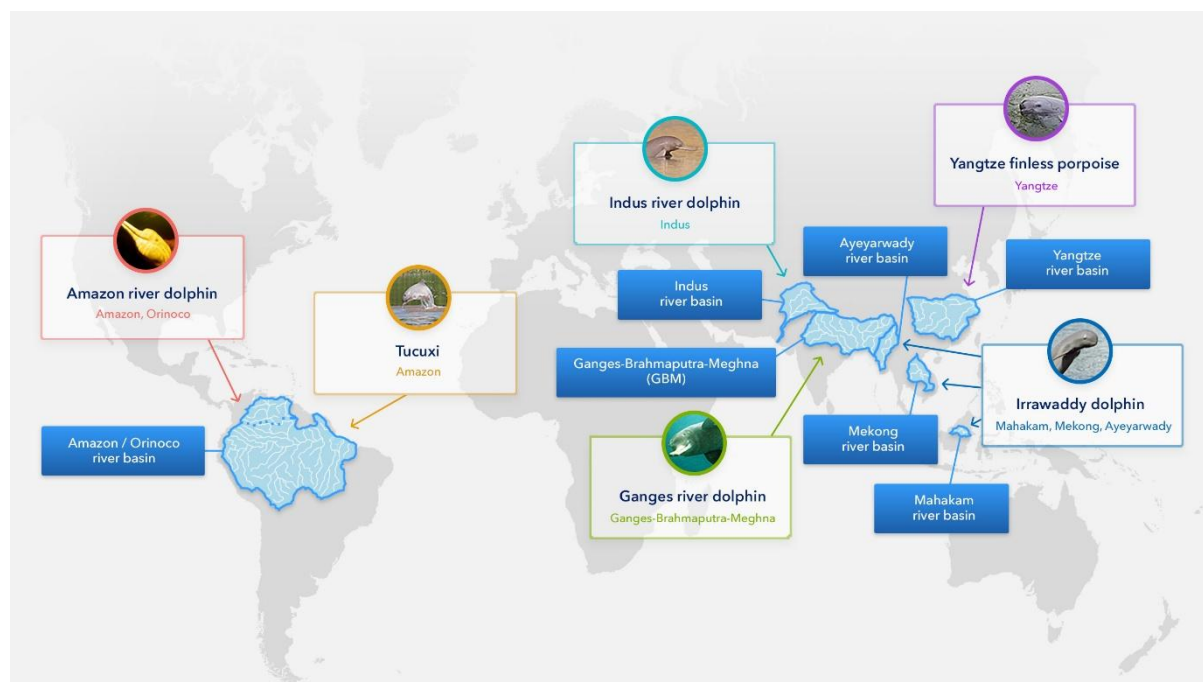 Yangtze finless porpoise
Yangtze
Indus river dolphin
Indus
Ayeyarwady
river basin
Yangtze
river basin
Indus
river basin
Amazon river dolphin
Amazon, Orinoco
Tucuxi
Amazon
Ganges-Brahmaputra-Meghna
(GBM)
Irrawaddy dolphin
Mahakam, Mekong, Ayeyarwady
Amazon / Orinoco
river basin
Mekong
river basin
Ganges river dolphin
Ganges-Brahmaputra-Meghna
Mahakam
river basin